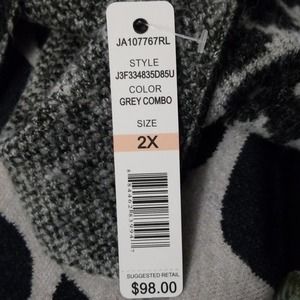 JA107767RL
STYLE
J3F334835D85U
COLOR
GREY COMBO
SIZE
2X
SUGGESTED RETAIL
$98.00